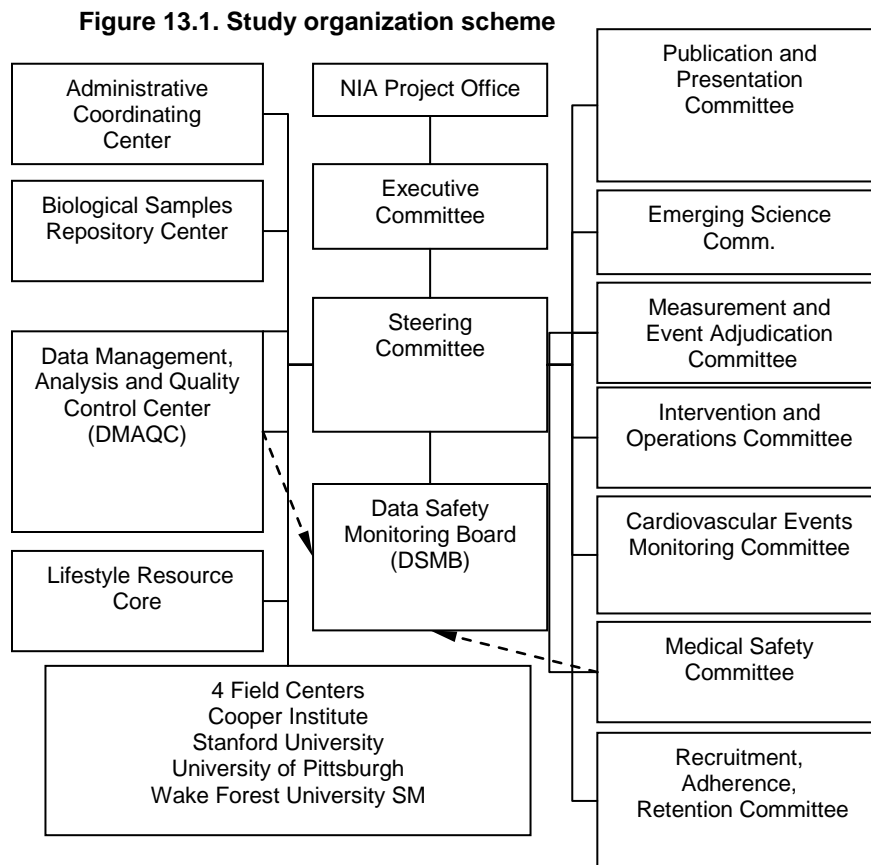 Figure 13.1. Study organization scheme
Administrative
Coordinating
Center
Biological Samples
Repository Center
Data Management,
Analysis and Quality
Control Center
(DMAQC)
Lifestyle Resource
Core
NIA Project Office
Executive
Committee
Steering
Committee
Data Safety
Monitoring Board
(DSMB)
4 Field Centers
Cooper Institute
Stanford University
University of Pittsburgh
Wake Forest University SM
Publication and
Presentation
Committee
Emerging Science
Comm.
Measurement and
Event Adjudication
Committee
Intervention and
Operations Committee
Cardiovascular Events
Monitoring Committee
Medical Safety
Committee
Recruitment,
Adherence,
Retention Committee